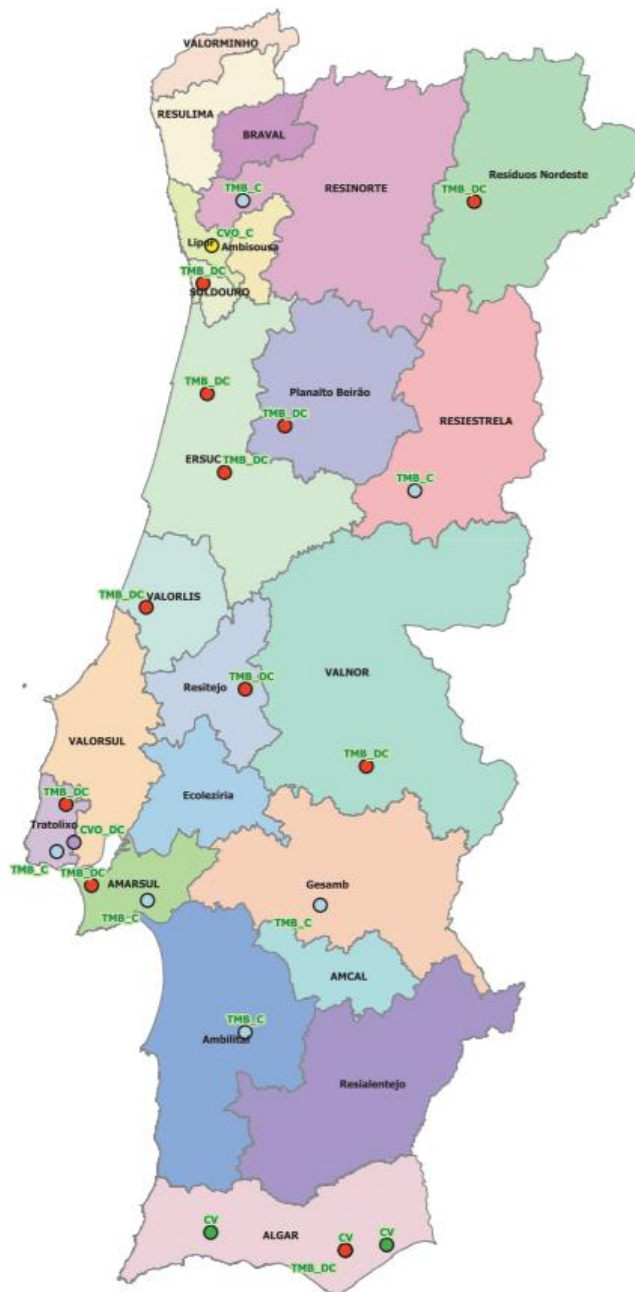 VALORMINHO
RESULIMA
BRAVAL
RESINORTE
Resíduos Nordeste
TMB_DC
TMB_C
CVO_C
Lipor
Ambisousa
TMB_DC
SULDOURO
TMB_DC
Planalto Beirão
TMB_DC
RESIESTRELA
ERSUC
TMB_DC
TMB_C
TMB_DC
VALORLIS
VALNOR
Resitejo
TMB_DC
VALORSUL
TMB_DC
TMB_DC
Ecolezíria
Tratolixo
CVO_DC
TMB_C
TMB_DC
AMARSUL
Gesamb
TMB_C
TMB_C
AMCAL
TMB_C
Ambilital
Resialentejo
CV
ALGAR
CV
CV
TMB_DC